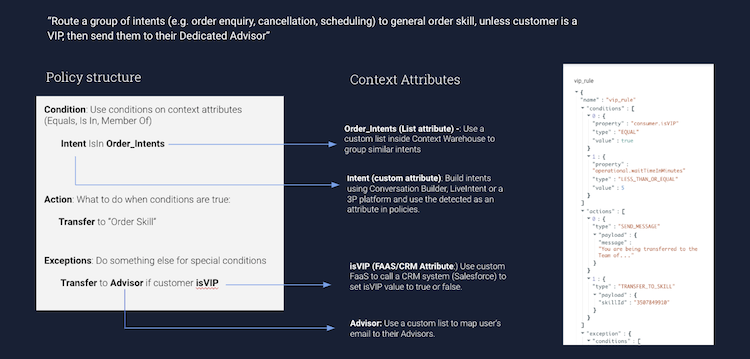 “Route a group of intents (e.g. order enquiry, cancellation, scheduling) to general order skill, unless customer is a
VIP, then send them to their Dedicated Advisor”
Policy structure
Condition: Use conditions on context attributes
(Equals, Is In, Member Of)
Intent IsIn Order_Intents
Action: What to do when conditions are true:
Transfer to “Order Skill”
Exceptions: Do something else for special conditions
Transfer to Advisor if customer isVIP
Context Attributes
Order_Intents (List attribute) -: Use a
custom list inside Context Warehouse to
group similar intents
Intent (custom attribute): Build intents
using Conversation Builder, LiveIntent or a
3P platform and use the detected as an
attribute in policies.
isVIP (FAAS/CRM Attribute;) Use custom
FaaS to call a CRM system (Salesforce) to
set isVIP value to true or false.
Advisor: Use a custom list to map user's
email to their Advisors.
vip_rule
{
"name" : "vip_rule"
"conditions" : [
0 : {
"property" : "consumer.isVIP"
"type" : "EQUAL"
"value" : true
}
1 : {
"property" :
"operational.waitTimeInMinutes"
"type" : "LESS_THAN_OR_EQUAL"
"value" : 5
}
]
"actions" : [
0 : {
"type" : "SEND_MESSAGE"
"payload" : {
"message" :
"You are being transferred to the
Team of..."
}
}
1 : {
"type" : "TRANSFER_TO_SKILL"
"payload" : {
"skillId" : "3507849910"
}
}
]
"exception" : {
"conditions" : [